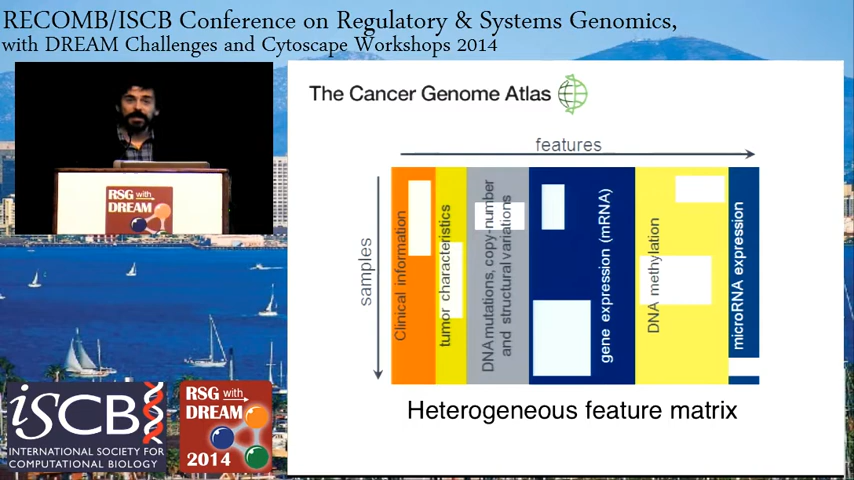 RECOMB/ISCB Conference on Regulatory & Systems Genomics,
with DREAM Challenges and Cytoscape Workshops 2014
RSG with
DREAM
The Cancer Genome Atlas
features
samples
Clinical information
tumor characteristics
DNA mutations, copy-number
and structural variations
gene expression (mRNA)
DNA methylation
microRNA expression
Heterogeneous feature matrix
iSCB
INTERNATIONAL SOCIETY FOR
COMPUTATIONAL BIOLOGY
RSG with
DREAM
2014